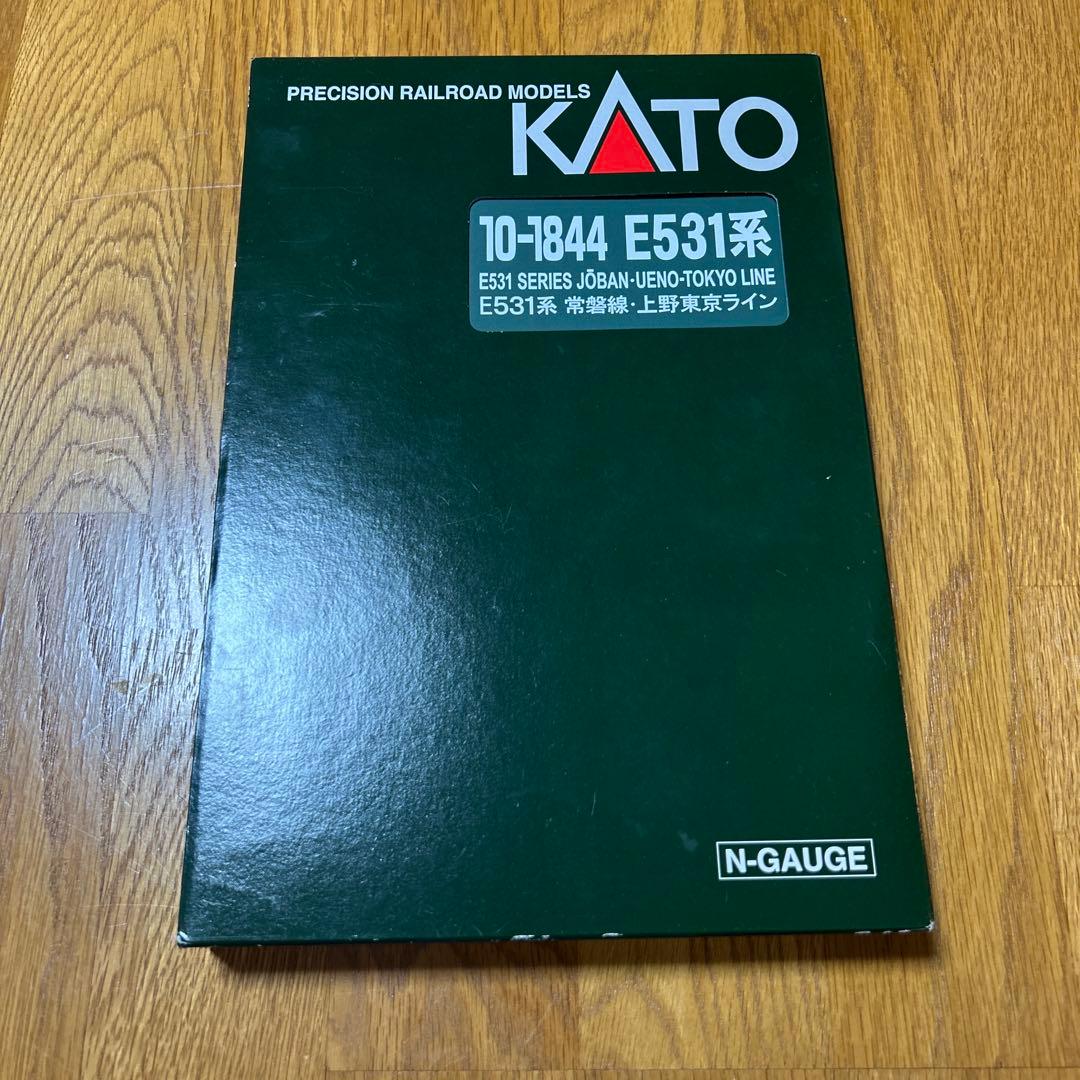 PRECISION RAILROAD MODELS
KATO
10-1844 E531系
E531 SERIES JŌBAN・UENO-TOKYO LINE
E531系 常磐線・上野東京ライン
N-GAUGE